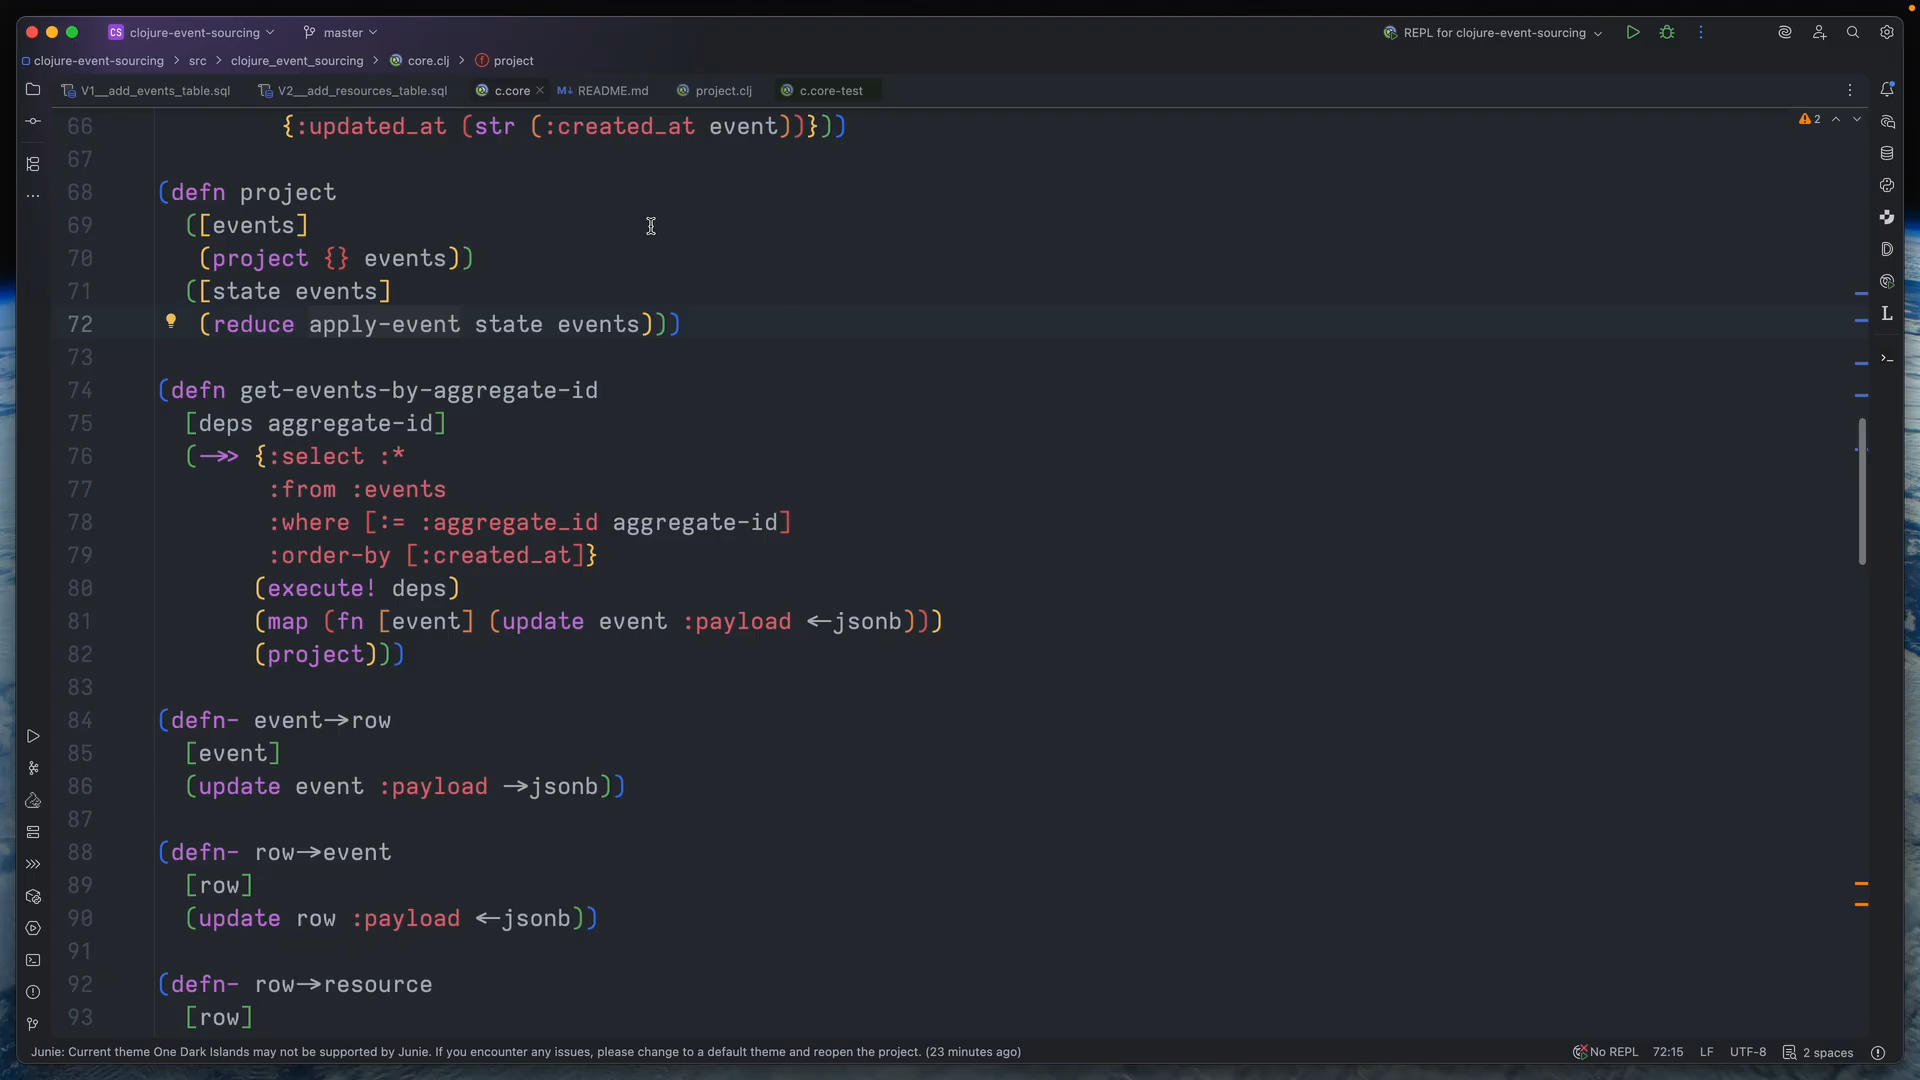 CS clojure-event-sourcing master REPL for clojure-event-sourcing
clojure-event-sourcing src clojure_event_sourcing core.clj project
V1__add_events_table.sql V2__add_resources_table.sql c.core M↓ README.md project.clj c.core-test
2
66 {:updated_at (str (:created_at event))}))
67
68 (defn project
69 ([events]
70 (project {} events))
71 ([state events]
72 (reduce apply-event state events)))
73
74 (defn get-events-by-aggregate-id
75 [deps aggregate-id]
76 (->> {:select :*
77 :from :events
78 :where [:= :aggregate_id aggregate-id]
79 :order-by [:created_at]}
80 (execute! deps)
81 (map (fn [event] (update event :payload <-jsonb)))
82 (project)))
83
84 (defn- event->row
85 [event]
86 (update event :payload ->jsonb))
87
88 (defn- row->event
89 [row]
90 (update row :payload <-jsonb))
91
92 (defn- row->resource
93 [row]
Junie: Current theme One Dark Islands may not be supported by Junie. If you encounter any issues, please change to a default theme and reopen the project. (23 minutes ago) No REPL 72:15 LF UTF-8 2 spaces